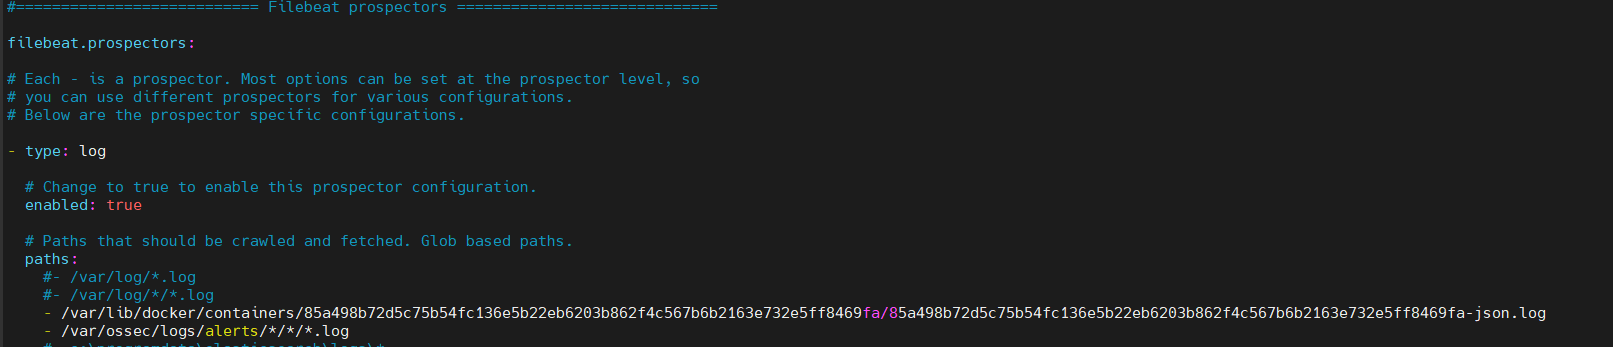 #=========================== Filebeat prospectors =============================
filebeat.prospectors:
# Each - is a prospector. Most options can be set at the prospector level, so
# you can use different prospectors for various configurations.
# Below are the prospector specific configurations.
- type: log
# Change to true to enable this prospector configuration.
enabled: true
# Paths that should be crawled and fetched. Glob based paths.
paths:
#- /var/log/*.log
#- /var/log/*/*.log
- /var/lib/docker/containers/85a498b72d5c75b54fc136e5b22eb6203b862f4c567b6b2163e732e5ff8469fa/85a498b72d5c75b54fc136e5b22eb6203b862f4c567b6b2163e732e5ff8469fa-json.log
- /var/ossec/logs/alerts/*/*/*.log